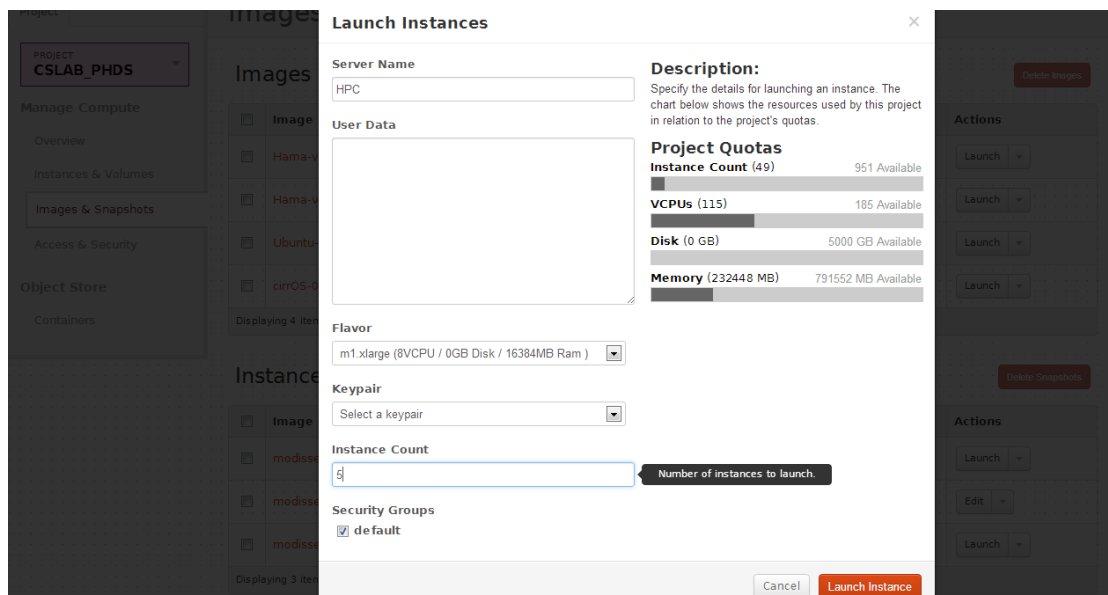 Project
Images
Launch Instances
×
PROJECT
CSLAB_PHDS
Manage Compute
Overview
Instances & Volumes
Images & Snapshots
Access & Security
Object Store
Containers
Images
Delete Images
Image
Actions
Hama-v
Launch
Hama-v
Launch
Ubuntu-
Launch
cirrOS-0
Launch
Displaying 4 iten
Instance
Delete Snapshots
Image
Actions
modisse
Launch
modisse
Edit
modisse
Launch
Displaying 3 iten
Server Name
HPC
User Data
Flavor
m1.xlarge (8VCPU / 0GB Disk / 16384MB Ram )
Keypair
Select a keypair
Instance Count
5
Number of instances to launch.
Security Groups
default
Description:
Specify the details for launching an instance. The
chart below shows the resources used by this project
in relation to the project's quotas.
Project Quotas
Instance Count (49) 951 Available
VCPUs (115) 185 Available
Disk (0 GB) 5000 GB Available
Memory (232448 MB) 791552 MB Available
Cancel
Launch Instance